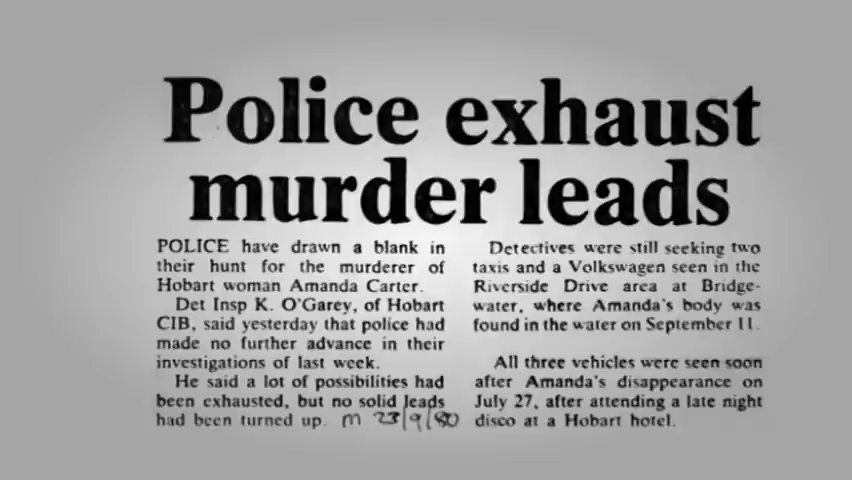 Police exhaust
murder leads
POLICE have drawn a blank in
their hunt for the murderer of
Hobart woman Amanda Carter.
Det Insp K. O'Garey, of Hobart
CIB, said yesterday that police had
made no further advance in their
investigations of last week.
He said a lot of possibilities had
been exhausted, but no solid leads
had been turned up. M 23/9/80
Detectives were still seeking two
taxis and a Volkswagen seen in the
Riverside Drive area at Bridge-
water, where Amanda's body was
found in the water on September 11.
All three vehicles were seen soon
after Amanda's disappearance on
July 27, after attending a late night
disco at a Hobart hotel.